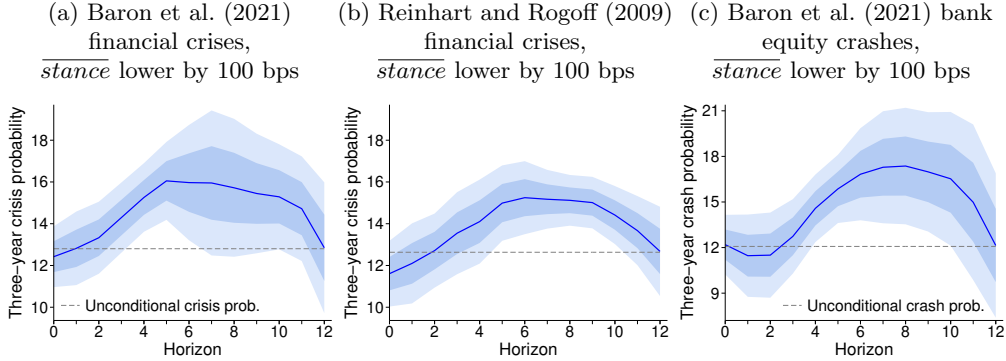 (a) Baron et al. (2021)
financial crises,
stance lower by 100 bps
Three−year crisis probability
18
16
14
12
10
Unconditional crisis prob.
0 2 4 6 8 10 12
Horizon
(b) Reinhart and Rogoff (2009)
financial crises,
stance lower by 100 bps
Three−year crisis probability
18
16
14
12
10
Unconditional crisis prob.
0 2 4 6 8 10 12
Horizon
(c) Baron et al. (2021) bank
equity crashes,
stance lower by 100 bps
Three−year crash probability
21
18
15
12
9
Unconditional crash prob.
0 2 4 6 8 10 12
Horizon